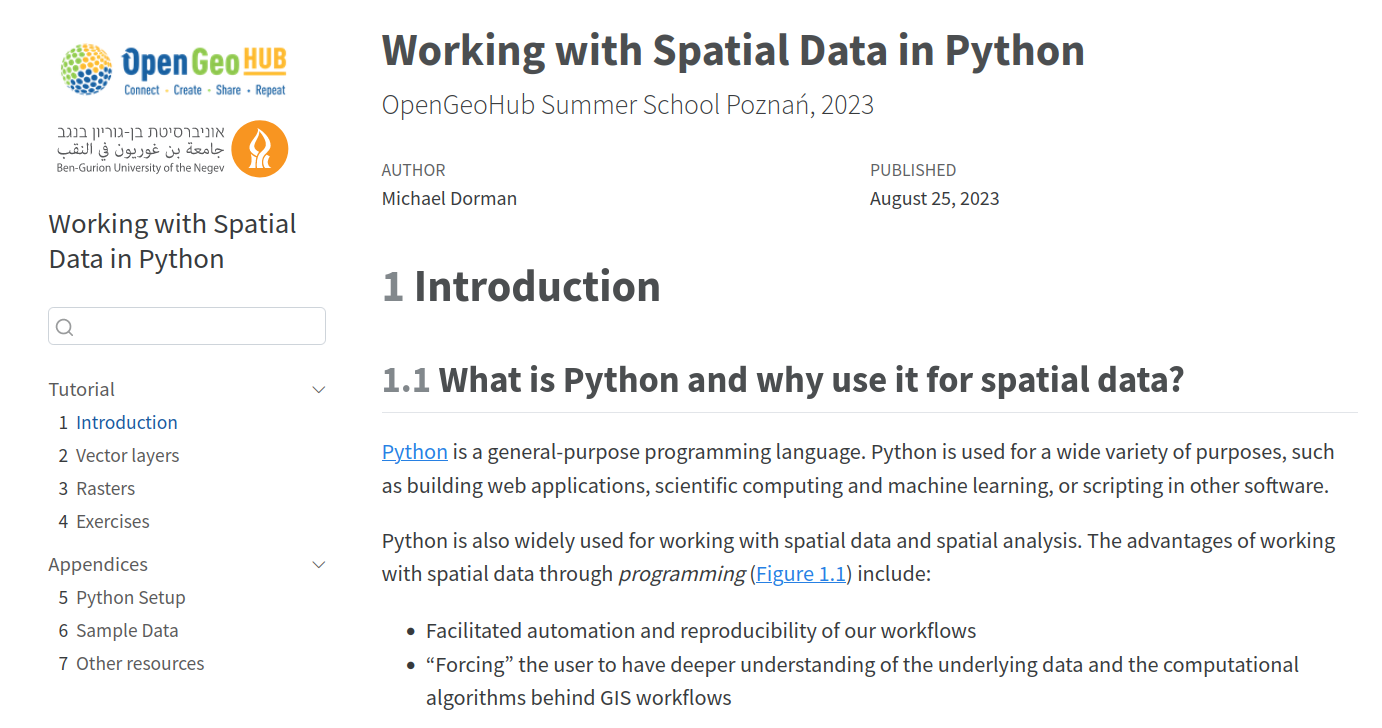 OpenGeoHUB
Connect · Create · Share · Repeat
אוניברסיטת בן-גוריון בנגב
جامعة بن غوريون في النقب
Ben-Gurion University of the Negev
Working with Spatial
Data in Python
Tutorial
1 Introduction
2 Vector layers
3 Rasters
4 Exercises
Appendices
5 Python Setup
6 Sample Data
7 Other resources
Working with Spatial Data in Python
OpenGeoHub Summer School Poznań, 2023
AUTHOR
Michael Dorman
PUBLISHED
August 25, 2023
1 Introduction
1.1 What is Python and why use it for spatial data?
Python is a general-purpose programming language. Python is used for a wide variety of purposes, such
as building web applications, scientific computing and machine learning, or scripting in other software.
Python is also widely used for working with spatial data and spatial analysis. The advantages of working
with spatial data through programming (Figure 1.1) include:
• Facilitated automation and reproducibility of our workflows
• “Forcing” the user to have deeper understanding of the underlying data and the computational
algorithms behind GIS workflows